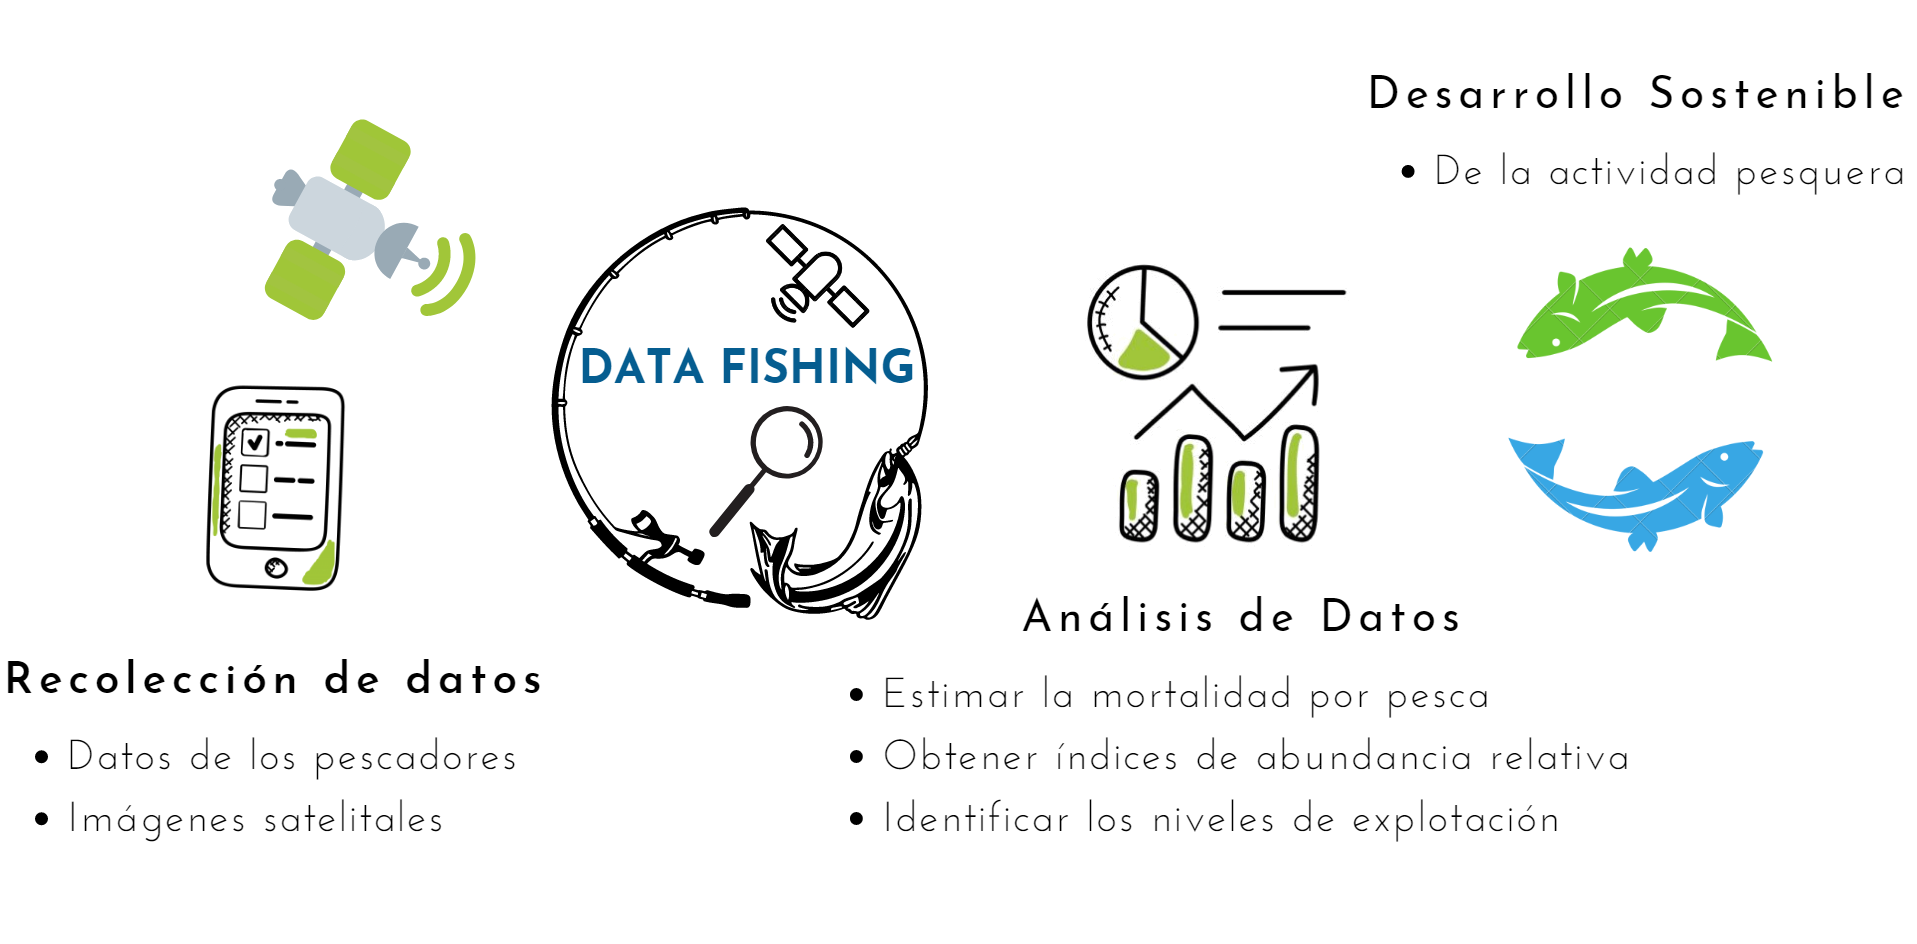 Desarrollo Sostenible
• De la actividad pesquera
DATA FISHING
Análisis de Datos
• Estimar la mortalidad por pesca
• Obtener índices de abundancia relativa
• Identificar los niveles de explotación
Recolección de datos
• Datos de los pescadores
• Imágenes satelitales